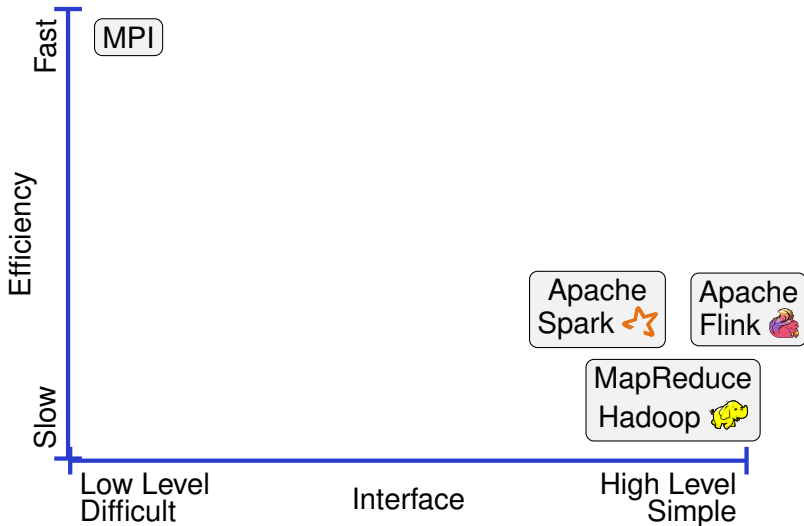 Fast
MPI
Efficiency
Apache
Spark
Apache
Flink
MapReduce
Hadoop
Slow
Low Level
Difficult
Interface
High Level
Simple